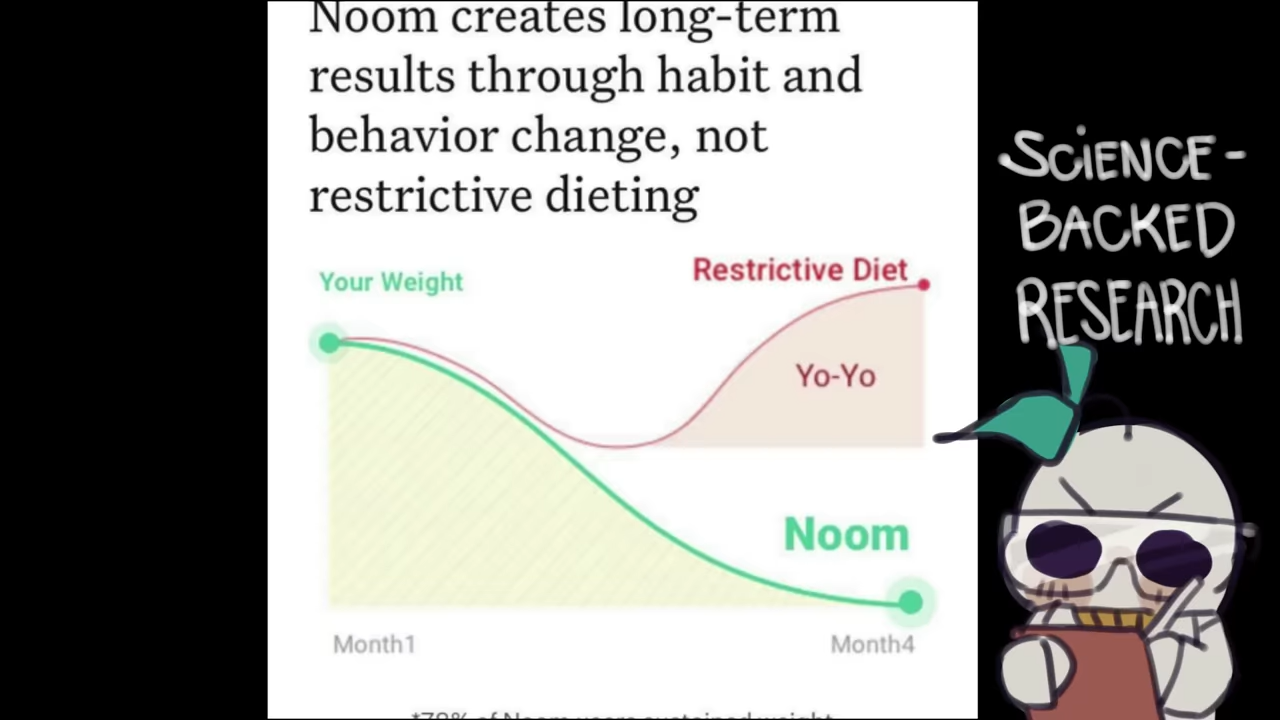 Noom creates long-term
results through habit and
behavior change, not
restrictive dieting
SCiENCE-
BACKED
RESEARCH
Your Weight
Restrictive Diet
Yo-Yo
Noom
Month1
Month4